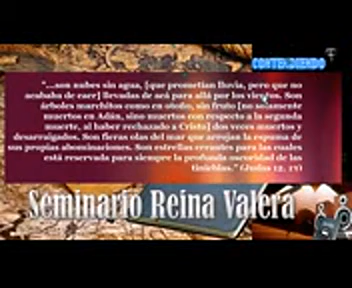 CONTENDIENDO
"...son nubes sin agua, [que prometían lluvia, pero que no
acababa de caer] llevadas de acá para allá por los vientos. Son
árboles marchitos como en otoño, sin fruto [no solamente
muertos en Adán, sino muertos con respecto a la segunda
muerte, al haber rechazado a Cristo] dos veces muertos y
desarraigados. Son fieras olas del mar que arrojan la espuma de
sus propias abominaciones. Son estrellas errantes para las cuales
está reservada para siempre la profunda oscuridad de las
tinieblas." (Judas 12, 13)
Seminario Reina Valera